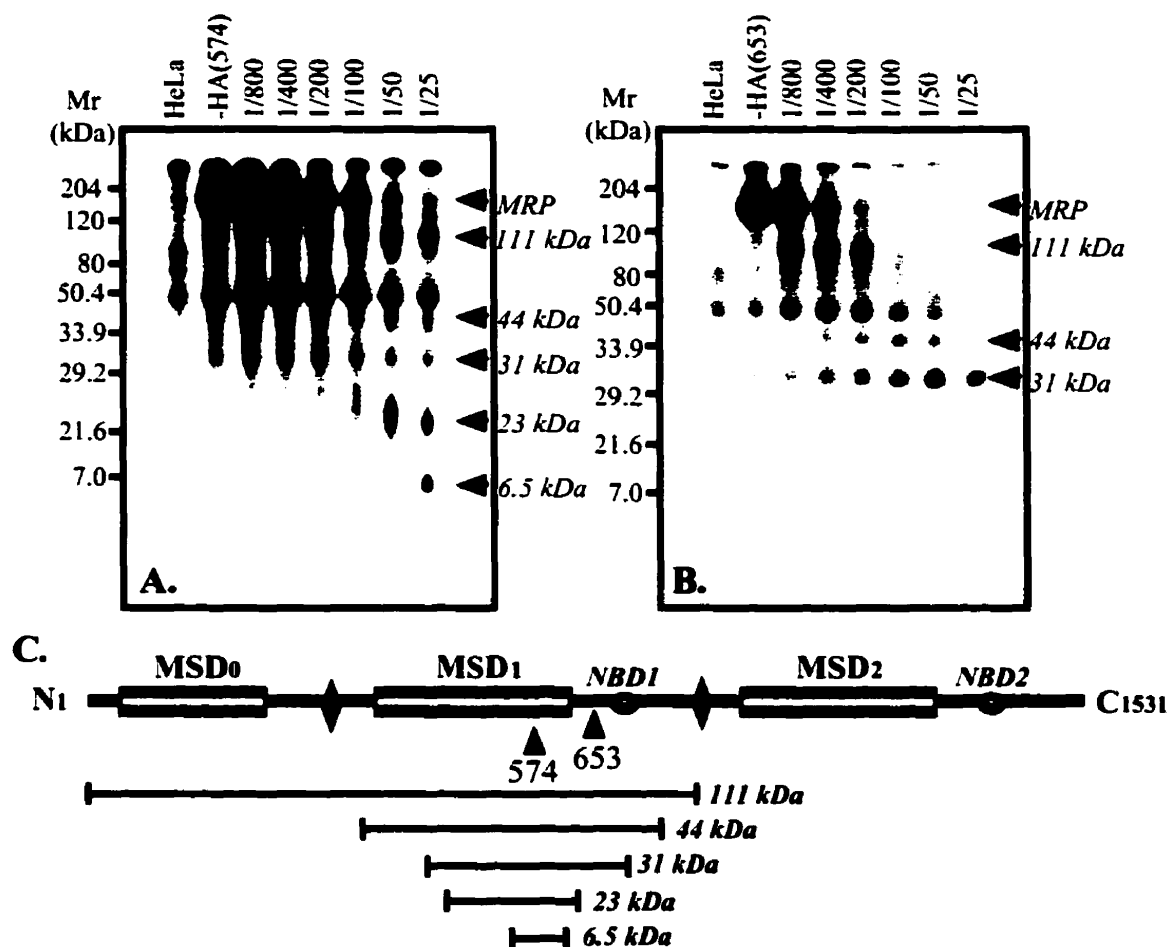 HeLa
-HA(574)
1/800
1/400
1/200
1/100
1/50
1/25
Mr
(kDa)
204
120
80
50.4
33.9
29.2
21.6
7.0
MRP
111 kDa
44 kDa
31 kDa
23 kDa
6.5 kDa
A.
HeLa
-HA(653)
1/800
1/400
1/200
1/100
1/50
1/25
Mr
(kDa)
204
120
80
50.4
33.9
29.2
21.6
7.0
MRP
111 kDa
44 kDa
31 kDa
B.
C.
MSD0 MSD1 NBD1 MSD2 NBD2
N1 C1531
574 653
111 kDa
44 kDa
31 kDa
23 kDa
6.5 kDa